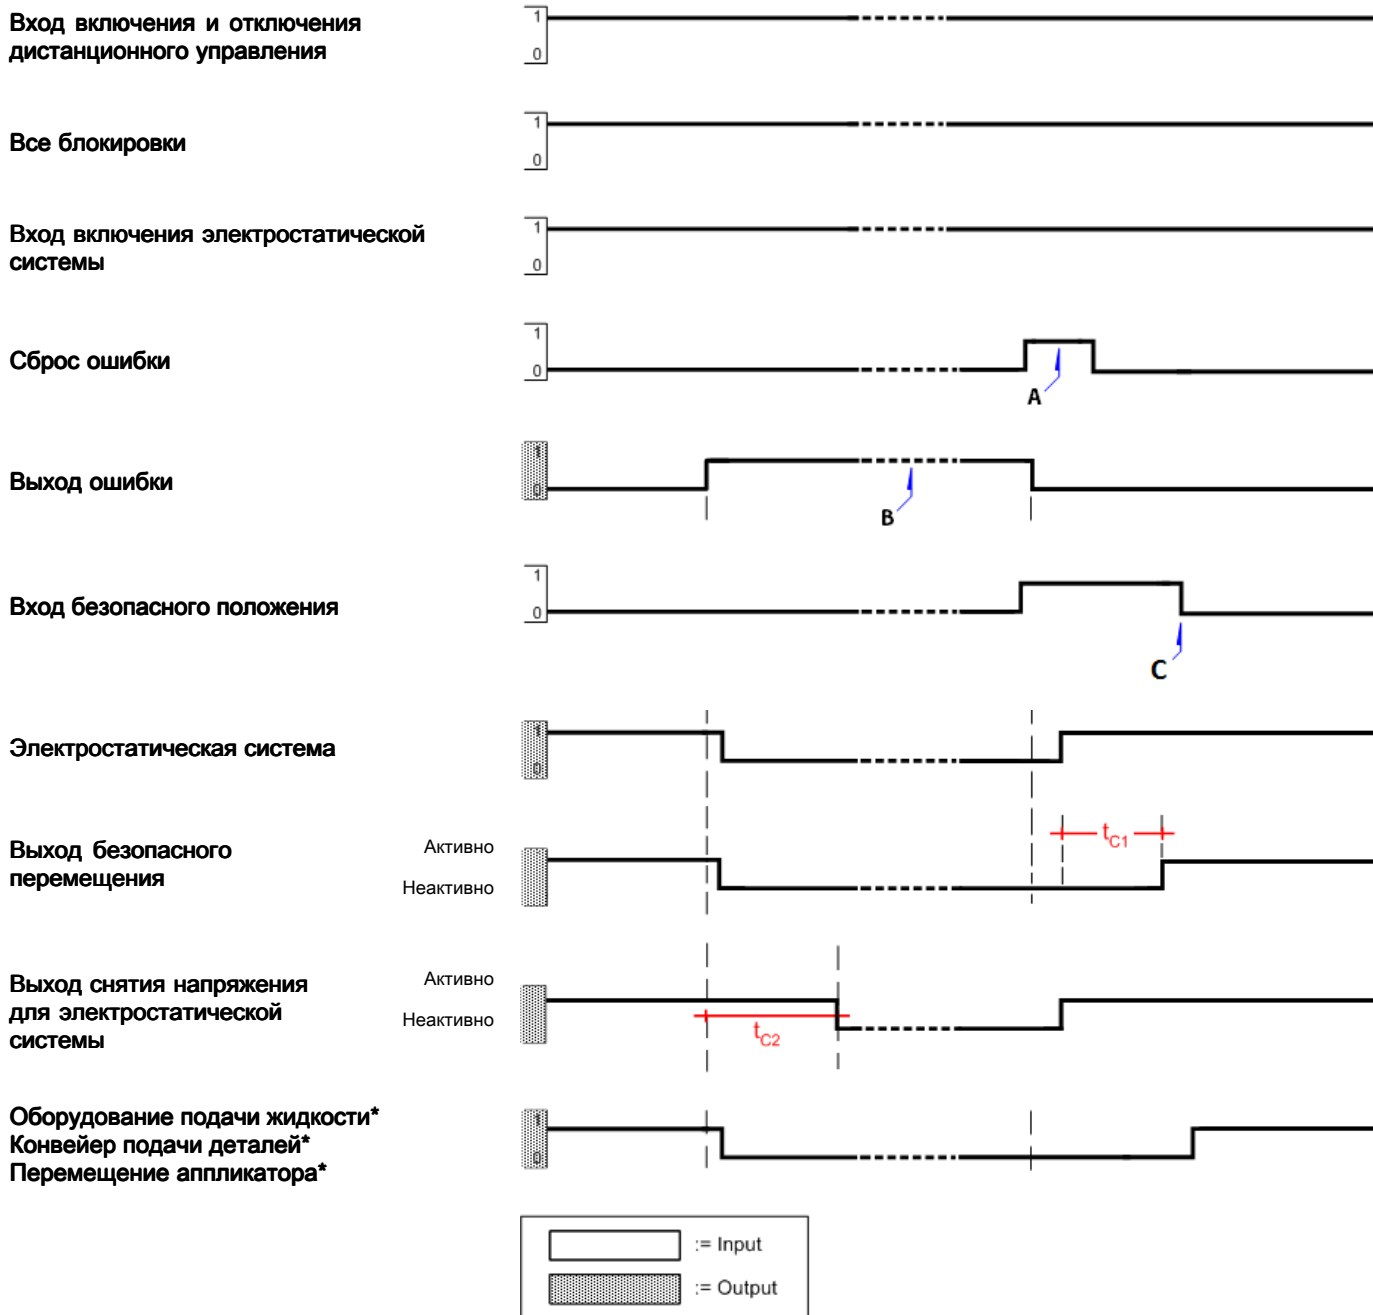 Вход включения и отключения
дистанционного управления
1
0
Все блокировки
1
0
Вход включения электростатической
системы
1
0
Сброс ошибки
1
0
A
Выход ошибки
1
0
B
Вход безопасного положения
1
0
C
Электростатическая система
1
0
Выход безопасного
перемещения
Активно
Неактивно
tC1
Выход снятия напряжения
для электростатической
системы
Активно
Неактивно
tC2
Оборудование подачи жидкости*
Конвейер подачи деталей*
Перемещение аппликатора*
1
0
:= Input
:= Output